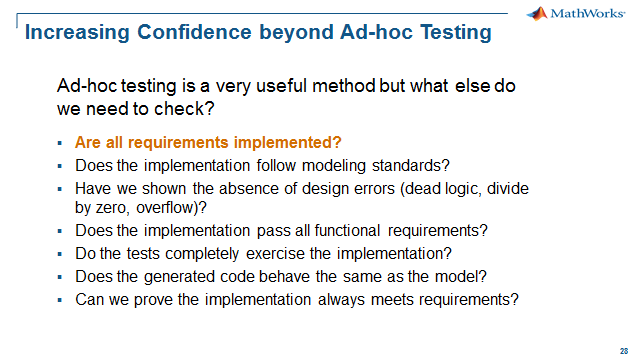 Increasing Confidence beyond Ad-hoc Testing
MathWorks®
Ad-hoc testing is a very useful method but what else do
we need to check?
▪ Are all requirements implemented?
▪ Does the implementation follow modeling standards?
▪ Have we shown the absence of design errors (dead logic, divide
by zero, overflow)?
▪ Does the implementation pass all functional requirements?
▪ Do the tests completely exercise the implementation?
▪ Does the generated code behave the same as the model?
▪ Can we prove the implementation always meets requirements?
28